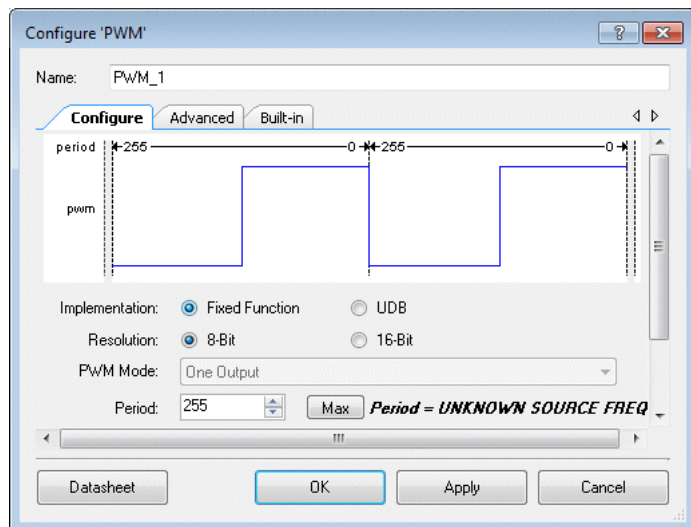 Configure 'PWM'
Name: PWM_1
Configure Advanced Built-in
period 255 0 255 0
pwm
Implementation: Fixed Function UDB
Resolution: 8-Bit 16-Bit
PWM Mode: One Output
Period: 255 Max Period = UNKNOWN SOURCE FREQ
Datasheet OK Apply Cancel